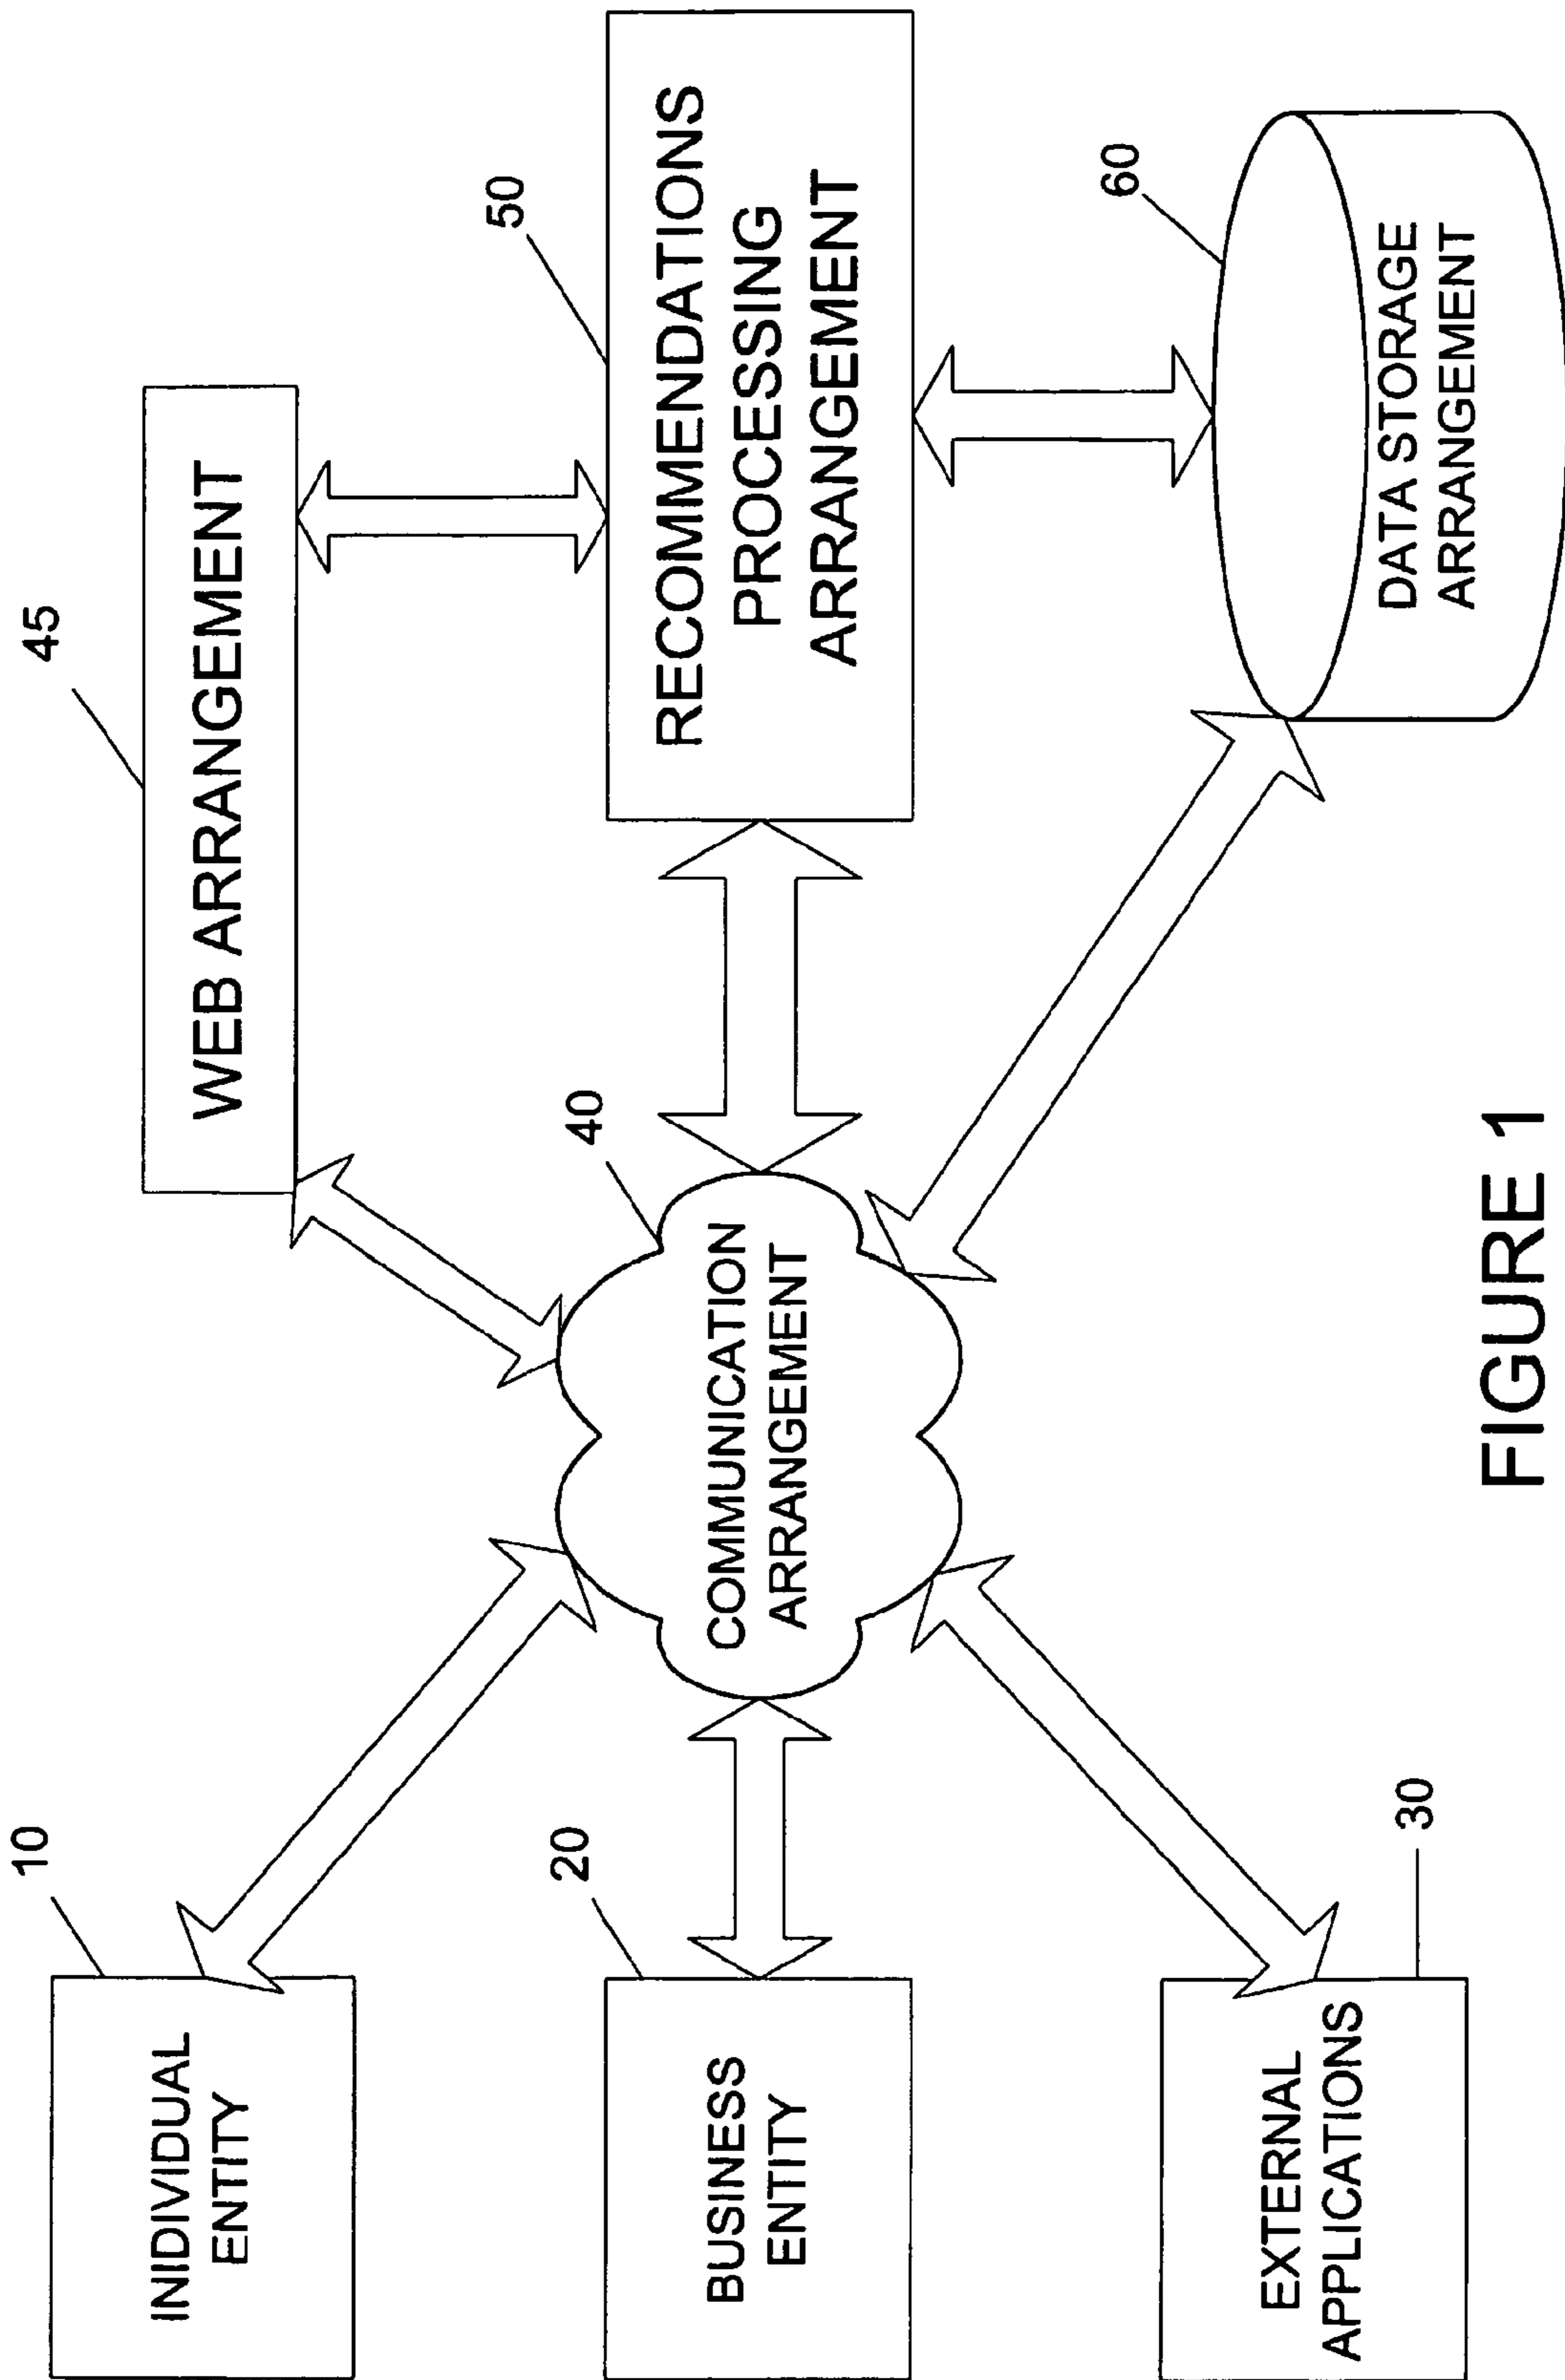 10
INIDIVIDUAL
ENTITY
20
BUSINESS
ENTITY
EXTERNAL
APPLICATIONS
30
40
COMMUNICATION
ARRANGEMENT
45
WEB ARRANGEMENT
50
RECOMMENDATIONS
PROCESSING
ARRANGEMENT
60
DATA STORAGE
ARRANGEMENT
FIGURE 1